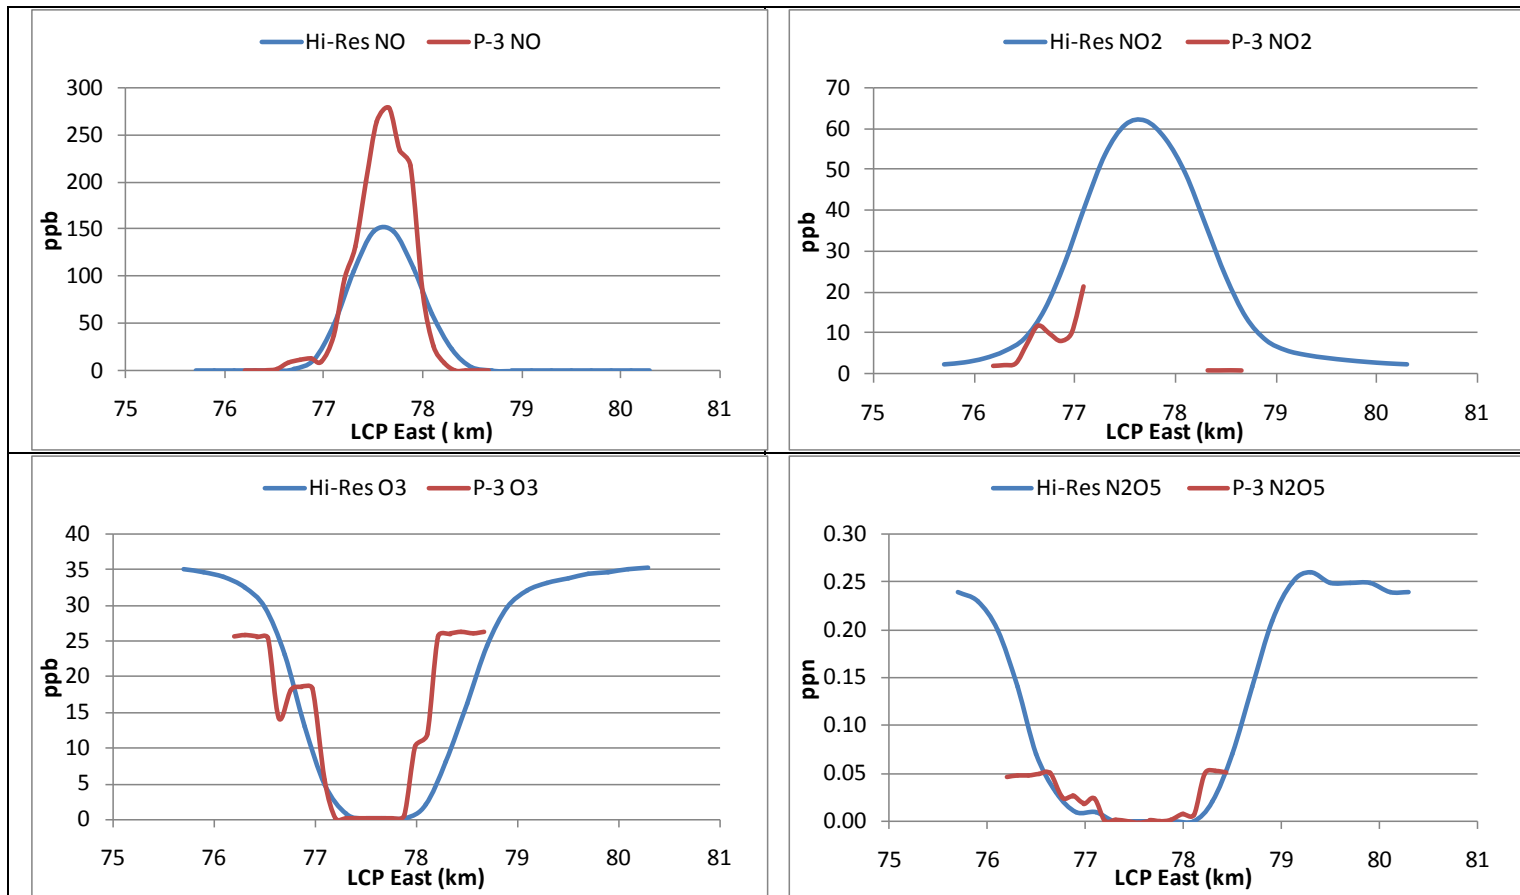 Hi-Res NO P-3 NO
300
250
200
150
100
50
0
ppb
75 76 77 78 79 80 81
LCP East ( km)
Hi-Res NO2 P-3 NO2
70
60
50
40
30
20
10
0
ppb
75 76 77 78 79 80 81
LCP East (km)
Hi-Res O3 P-3 O3
40
35
30
25
20
15
10
5
0
ppb
75 76 77 78 79 80 81
LCP East (km)
Hi-Res N2O5 P-3 N2O5
0.30
0.25
0.20
0.15
0.10
0.05
0.00
ppn
75 76 77 78 79 80 81
LCP East (km)